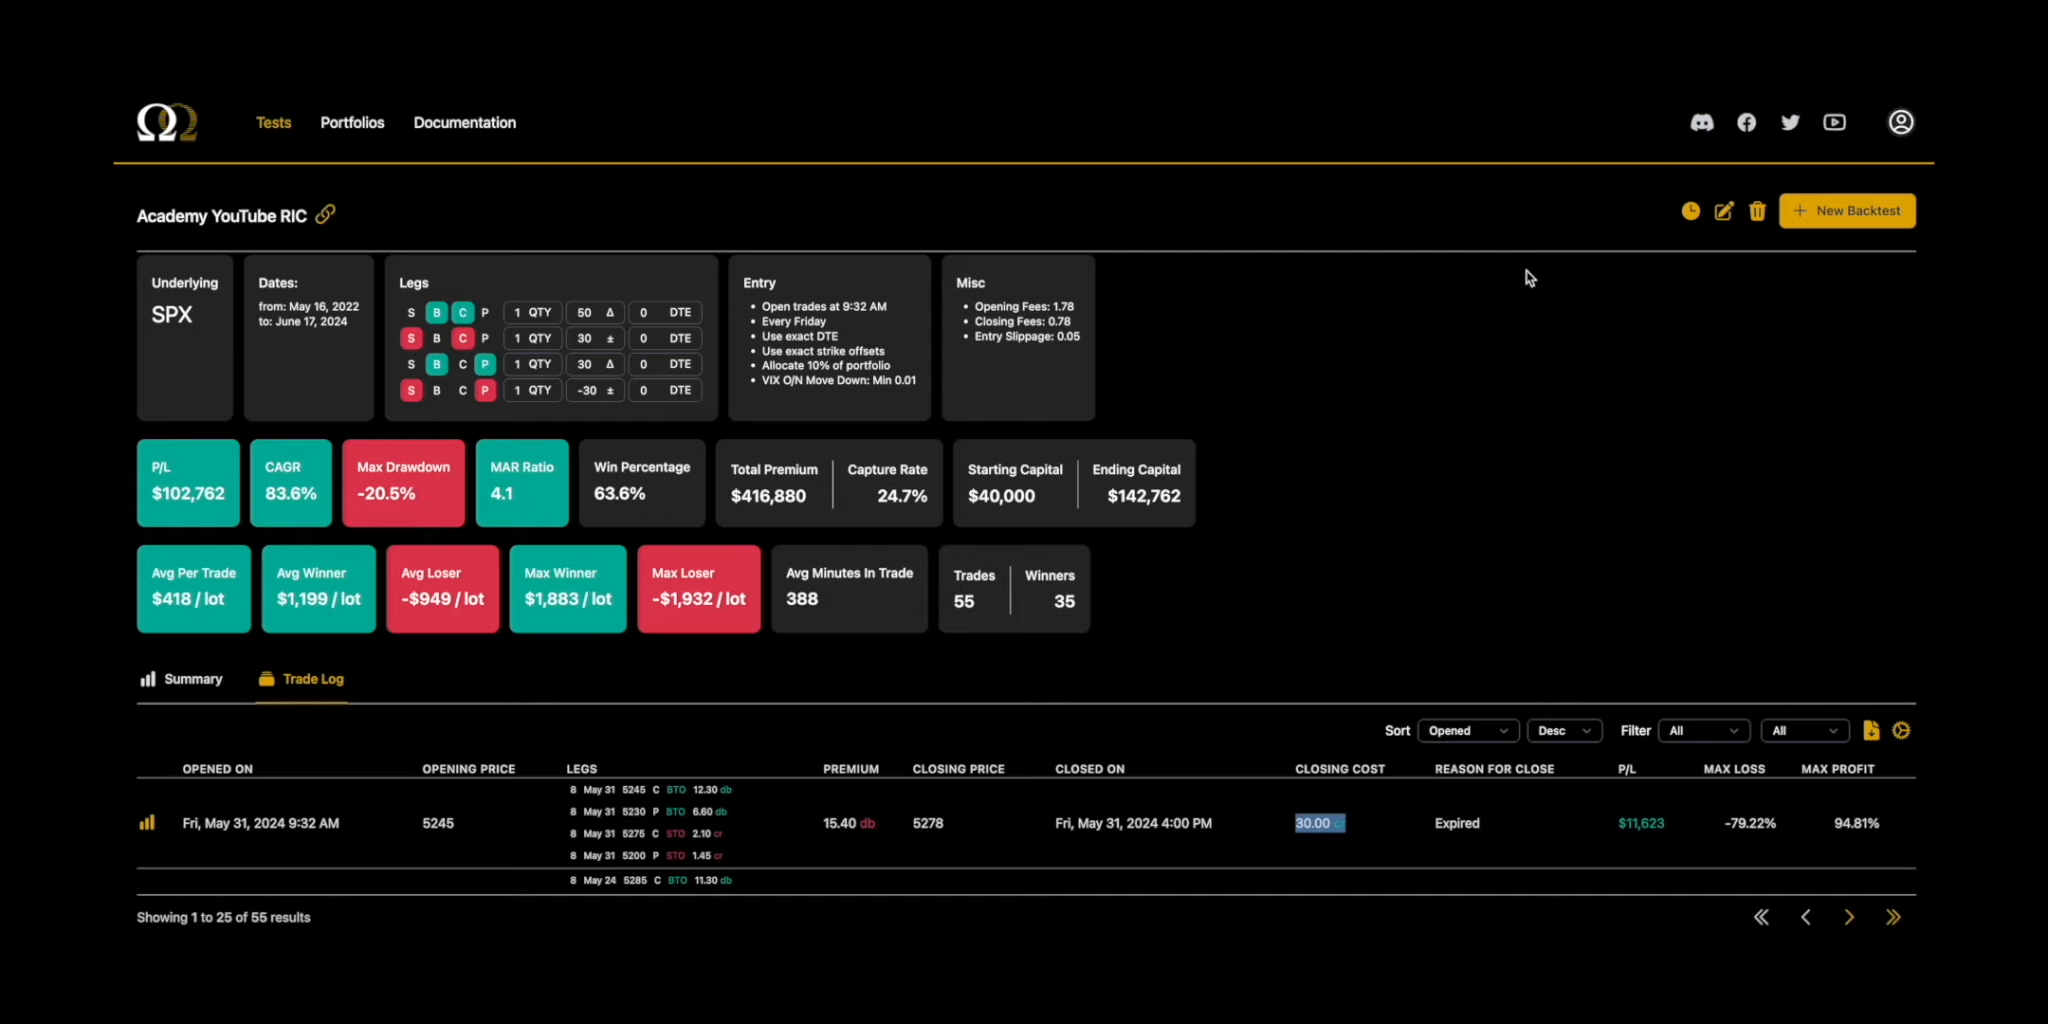 Tests Portfolios Documentation
Academy YouTube RIC
+ New Backtest
Underlying
SPX
Dates:
from: May 16, 2022
to: June 17, 2024
Legs
S B C P 1 QTY 50 Δ 0 DTE
S B C P 1 QTY 30 ± 0 DTE
S B C P 1 QTY 30 Δ 0 DTE
S B C P 1 QTY -30 ± 0 DTE
Entry
• Open trades at 9:32 AM
• Every Friday
• Use exact DTE
• Use exact strike offsets
• Allocate 10% of portfolio
• VIX O/N Move Down: Min 0.01
Misc
• Opening Fees: 1.78
• Closing Fees: 0.78
• Entry Slippage: 0.05
P/L
$102,762
CAGR
83.6%
Max Drawdown
-20.5%
MAR Ratio
4.1
Win Percentage
63.6%
Total Premium
$416,880
Capture Rate
24.7%
Starting Capital
$40,000
Ending Capital
$142,762
Avg Per Trade
$418 / lot
Avg Winner
$1,199 / lot
Avg Loser
-$949 / lot
Max Winner
$1,883 / lot
Max Loser
-$1,932 / lot
Avg Minutes In Trade
388
Trades
55
Winners
35
Summary Trade Log
Sort Opened Desc Filter All All
OPENED ON OPENING PRICE LEGS PREMIUM CLOSING PRICE CLOSED ON CLOSING COST REASON FOR CLOSE P/L MAX LOSS MAX PROFIT
8 May 31 5245 C BTO 12.30 db
8 May 31 5230 P BTO 6.60 db
Fri, May 31, 2024 9:32 AM 5245 15.40 db 5278 Fri, May 31, 2024 4:00 PM 30.00 cr Expired $11,623 -79.22% 94.81%
8 May 31 5275 C STO 2.10 cr
8 May 31 5200 P STO 1.45 cr
8 May 24 5285 C BTO 11.30 db
Showing 1 to 25 of 55 results